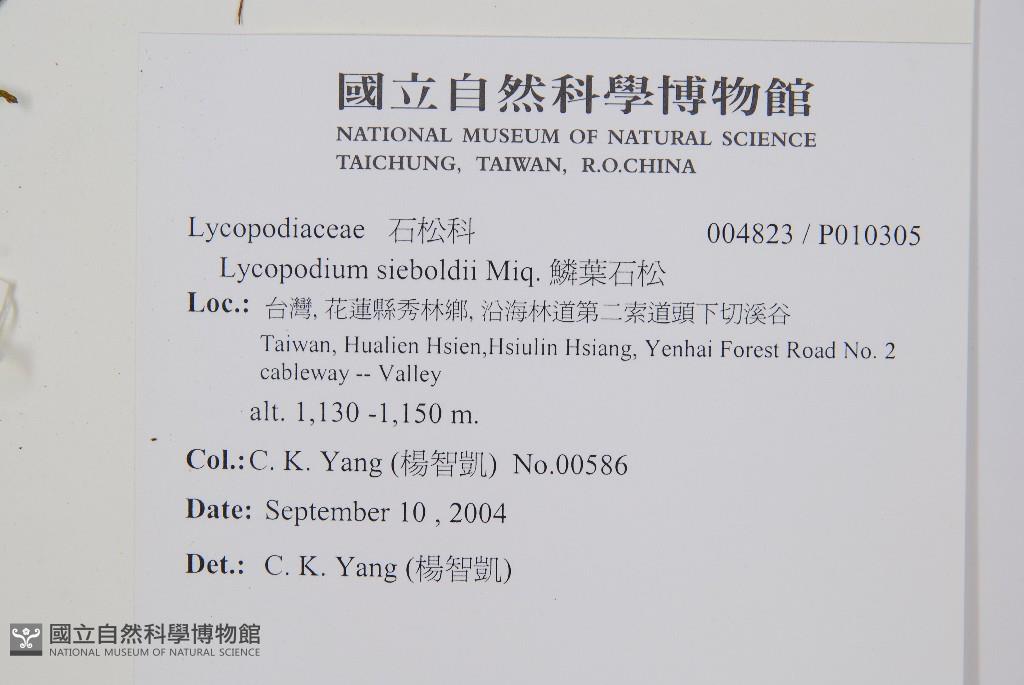 國立自然科學博物館
NATIONAL MUSEUM OF NATURAL SCIENCE
TAICHUNG, TAIWAN, R.O.CHINA
Lycopodiaceae 石松科 004823 / P010305
Lycopodium sieboldii Miq. 鱗葉石松
Loc.: 台灣, 花蓮縣秀林鄉, 沿海林道第二索道頭下切溪谷
Taiwan, Hualien Hsien,Hsiulin Hsiang, Yenhai Forest Road No. 2
cableway -- Valley
alt. 1,130 -1,150 m.
Col.: C. K. Yang (楊智凱) No.00586
Date: September 10 , 2004
Det.: C. K. Yang (楊智凱)
國立自然科學博物館
NATIONAL MUSEUM OF NATURAL SCIENCE